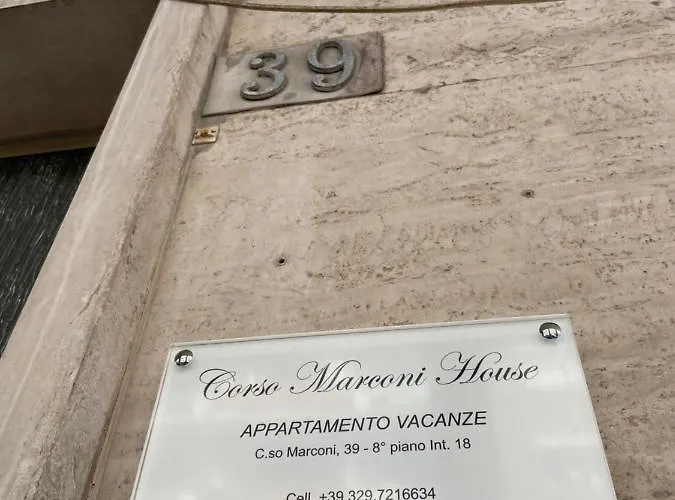 39
Corso Marconi House
APPARTAMENTO VACANZE
C.so Marconi, 39 - 8° piano Int. 18
Cell. +39.329.7216634